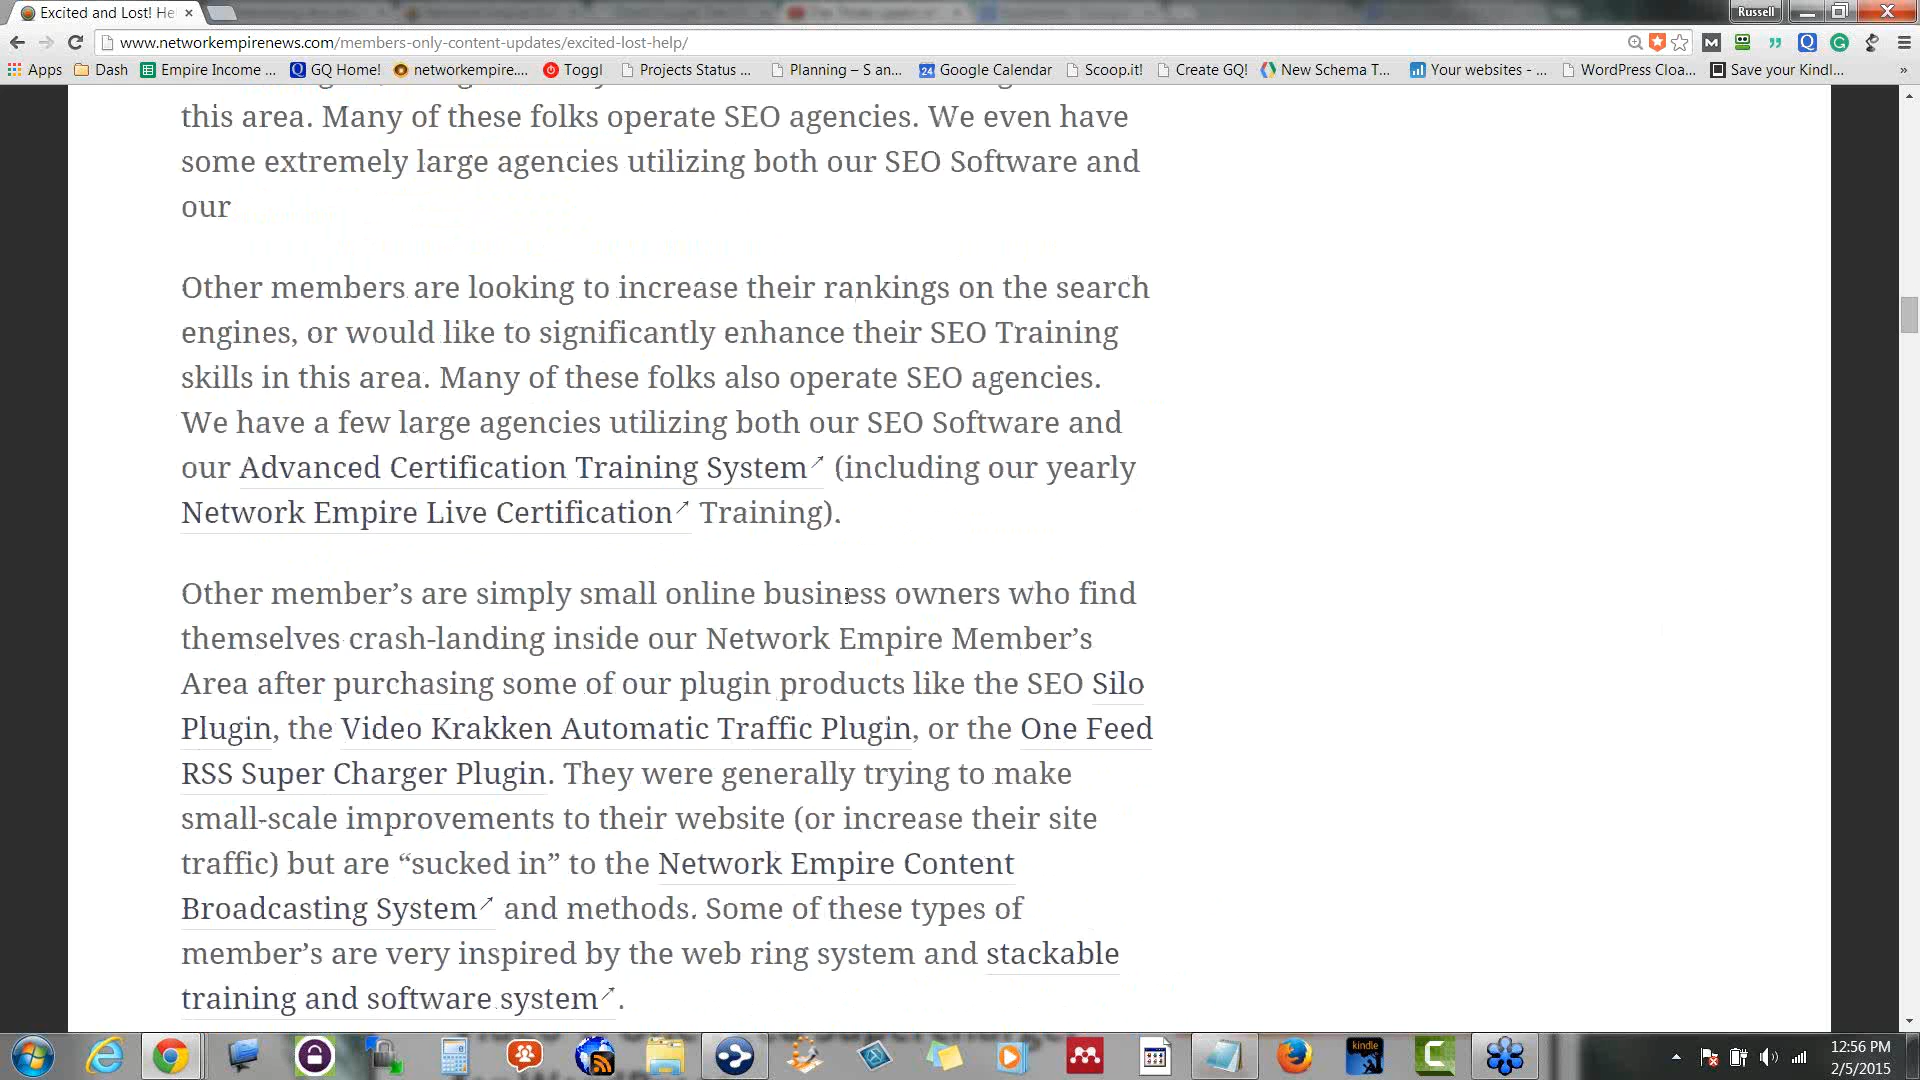 Excited and Lost! He
Russell
www.networkempirenews.com/members-only-content-updates/excited-lost-help/
Apps Dash Empire Income ... GQ Home! networkempire.... Toggl Projects Status ... Planning – S an... Google Calendar Scoop.it! Create GQ! New Schema T... Your websites - ... WordPress Cloa... Save your Kindl... »
this area. Many of these folks operate SEO agencies. We even have
some extremely large agencies utilizing both our SEO Software and
our
Other members are looking to increase their rankings on the search
engines, or would like to significantly enhance their SEO Training
skills in this area. Many of these folks also operate SEO agencies.
We have a few large agencies utilizing both our SEO Software and
our Advanced Certification Training System (including our yearly
Network Empire Live Certification Training).
Other member’s are simply small online business owners who find
themselves crash-landing inside our Network Empire Member’s
Area after purchasing some of our plugin products like the SEO Silo
Plugin, the Video Krakken Automatic Traffic Plugin, or the One Feed
RSS Super Charger Plugin. They were generally trying to make
small-scale improvements to their website (or increase their site
traffic) but are “sucked in” to the Network Empire Content
Broadcasting System and methods. Some of these types of
member’s are very inspired by the web ring system and stackable
training and software system.
kindle
12:56 PM
2/5/2015